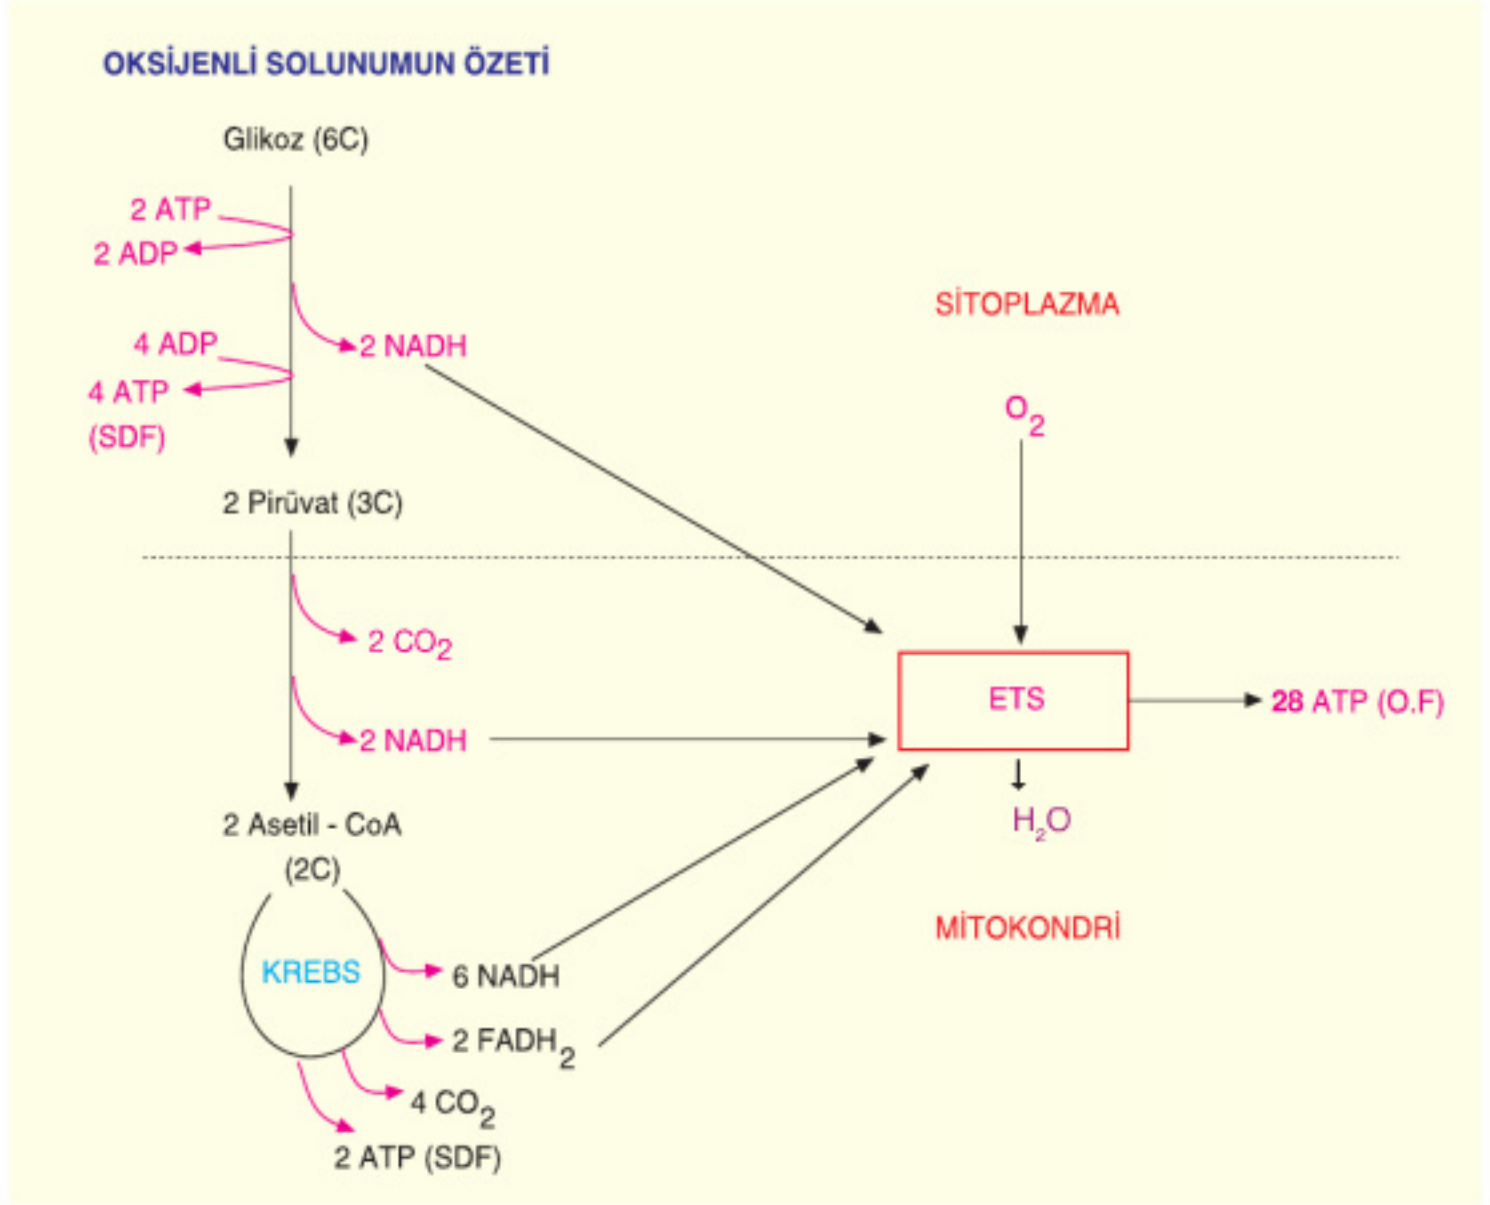 OKSİJENLİ SOLUNUMUN ÖZETİ
Glikoz (6C)
2 ATP
2 ADP
SİTOPLAZMA
4 ADP
2 NADH
4 ATP
(SDF)
O2
2 Pirüvat (3C)
2 CO2
ETS
28 ATP (O.F)
2 NADH
H2O
2 Asetil - CoA
(2C)
MİTOKONDRİ
KREBS
6 NADH
2 FADH2
4 CO2
2 ATP (SDF)